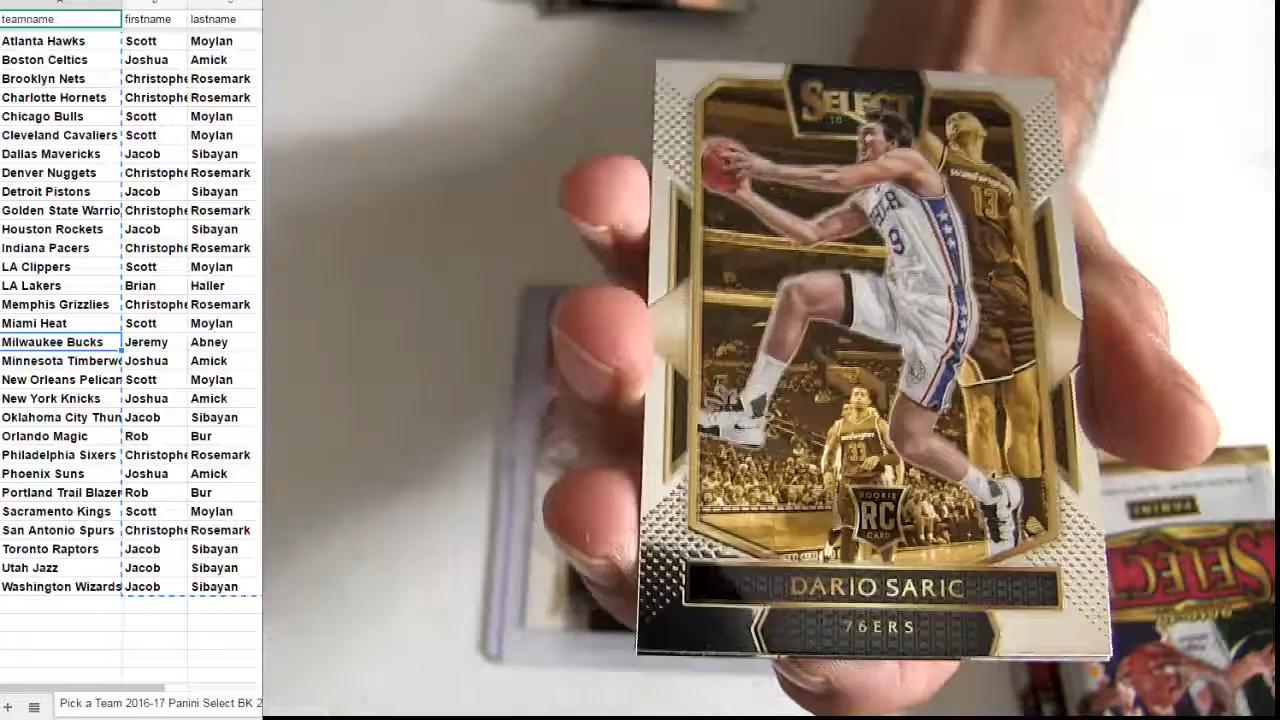 teamname firstname lastname
Atlanta Hawks Scott Moylan
Boston Celtics Joshua Amick
Brooklyn Nets Christophe Rosemark
Charlotte Hornets Christophe Rosemark
Chicago Bulls Scott Moylan
Cleveland Cavaliers Scott Moylan
Dallas Mavericks Jacob Sibayan
Denver Nuggets Christophe Rosemark
Detroit Pistons Jacob Sibayan
Golden State Warrio Christophe Rosemark
Houston Rockets Jacob Sibayan
Indiana Pacers Christophe Rosemark
LA Clippers Scott Moylan
LA Lakers Brian Haller
Memphis Grizzlies Christophe Rosemark
Miami Heat Scott Moylan
Milwaukee Bucks Jeremy Abney
Minnesota Timberw Joshua Amick
New Orleans Pelican Scott Moylan
New York Knicks Joshua Amick
Oklahoma City Thun Jacob Sibayan
Orlando Magic Rob Bur
Philadelphia Sixers Christophe Rosemark
Phoenix Suns Joshua Amick
Portland Trail Blazer Rob Bur
Sacramento Kings Scott Moylan
San Antonio Spurs Christophe Rosemark
Toronto Raptors Jacob Sibayan
Utah Jazz Jacob Sibayan
Washington Wizards Jacob Sibayan
Pick a Team 2016-17 Panini Select BK 2
SELECT
Washington
13
9
33
ROOKIE
RC
CARD
DARIO SARIC
76ERS
PANINI
SELEC